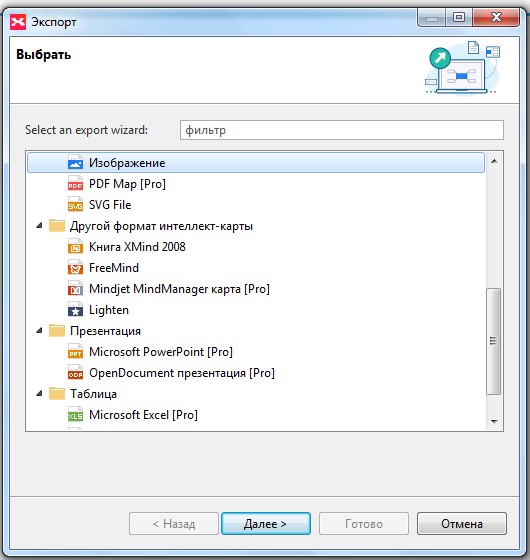 Экспорт
Выбрать
Select an export wizard:
фильтр
Изображение
PDF Map [Pro]
SVG File
Другой формат интеллект-карты
Книга XMind 2008
FreeMind
Mindjet MindManager карта [Pro]
Lighten
Презентация
Microsoft PowerPoint [Pro]
OpenDocument презентация [Pro]
Таблица
Microsoft Excel [Pro]
< Назад
Далее >
Готово
Отмена